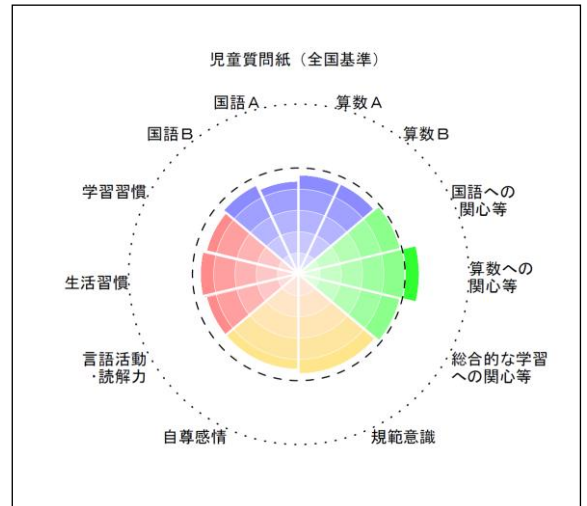 児童質問紙（全国基準）
国語A
算数A
国語B
算数B
学習習慣
国語への
関心等
生活習慣
算数への
関心等
言語活動
・読解力
総合的な学習
への関心等
自尊感情
規範意識